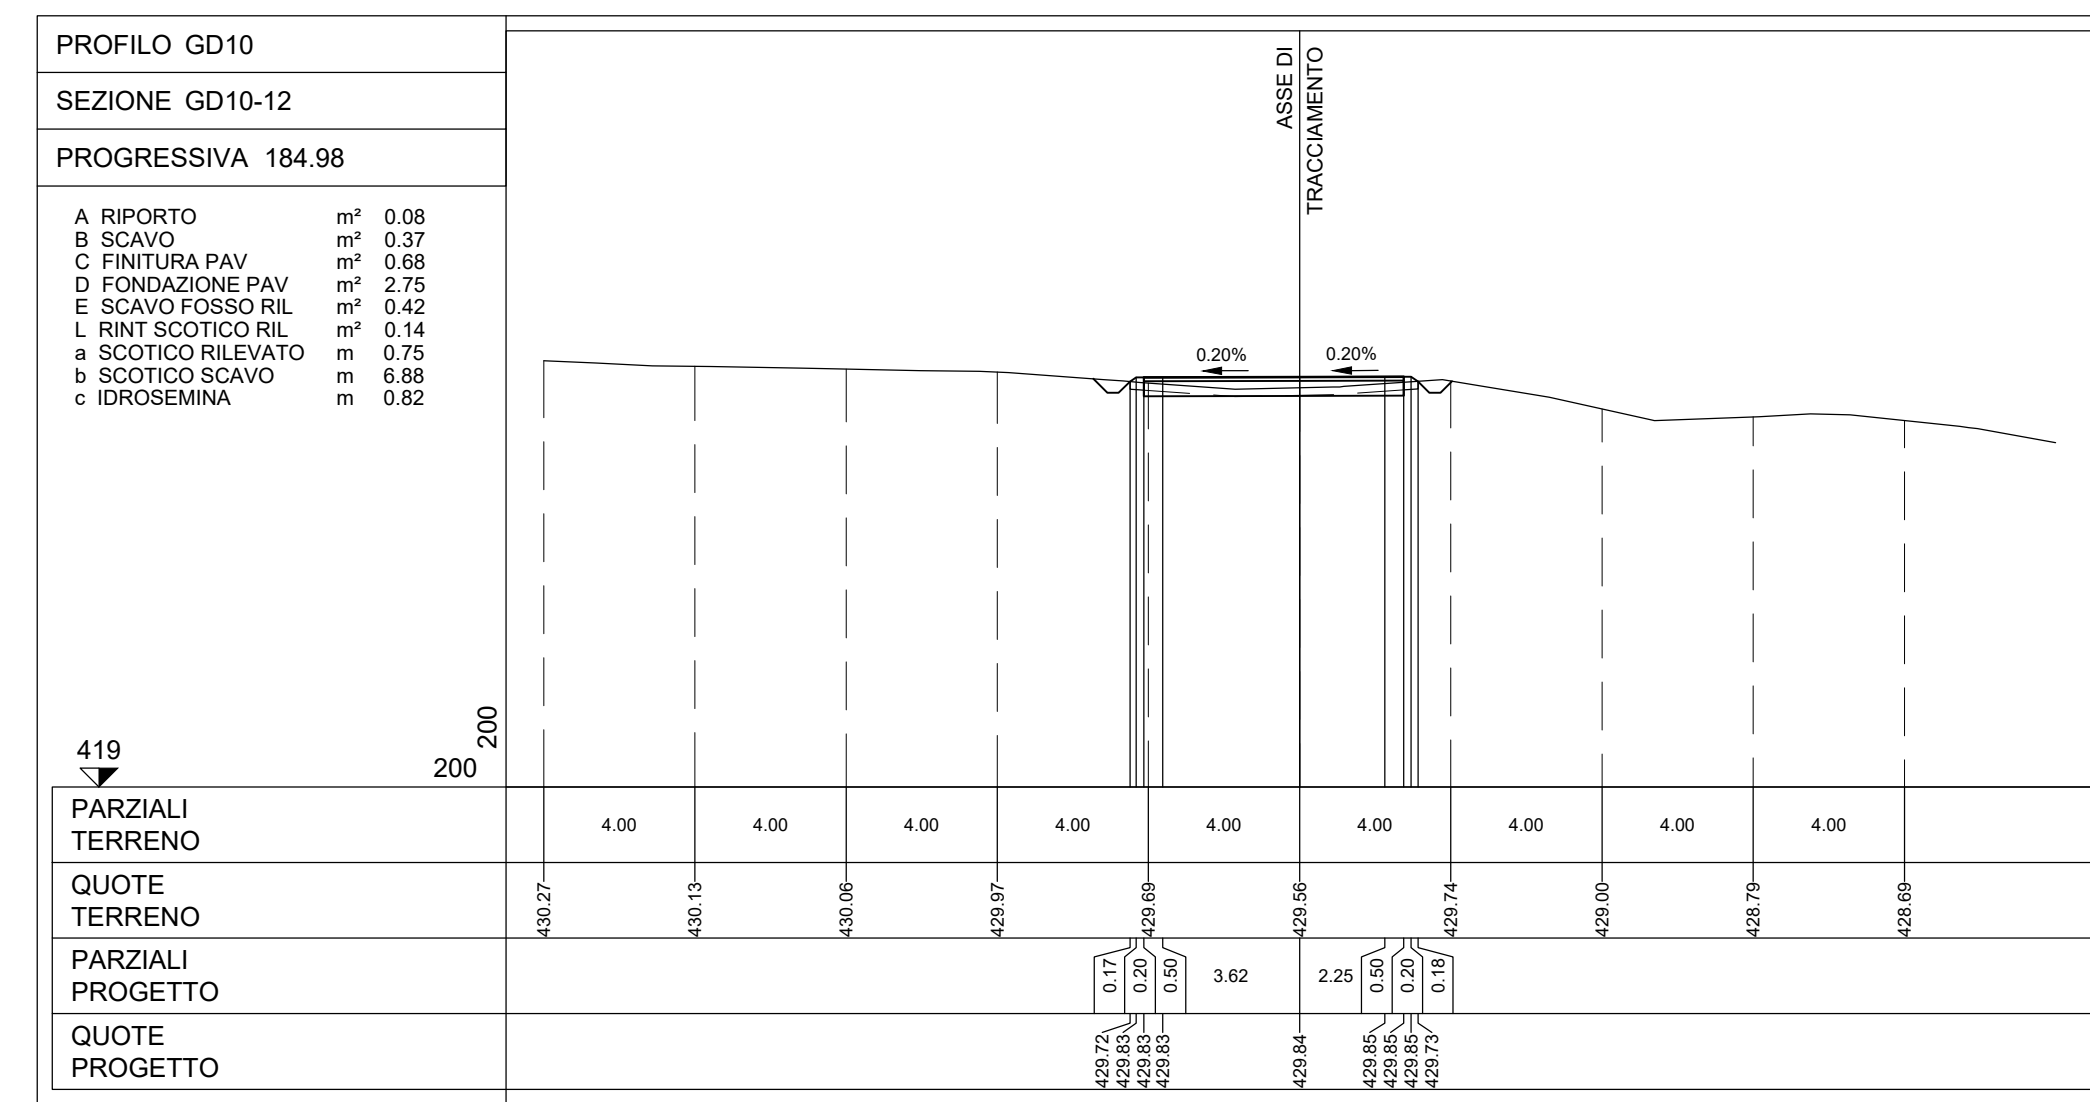 PROFILO GD10
SEZIONE GD10-12
PROGRESSIVA 184.98
A RIPORTO m² 0.08
B SCAVO m² 0.37
C FINITURA PAV m² 0.68
D FONDAZIONE PAV m² 2.75
E SCAVO FOSSO RIL m² 0.42
L RINT SCOTICO RIL m² 0.14
a SCOTICO RILEVATO m 0.75
b SCOTICO SCAVO m 6.88
c IDROSEMINA m 0.82
ASSE DI
TRACCIAMENTO
0.20% 0.20%
419
200
200
PARZIALI
TERRENO
4.00 4.00 4.00 4.00 4.00 4.00 4.00 4.00 4.00
QUOTE
TERRENO
430.27 430.13 430.06 429.97 429.69 429.56 429.74 429.00 428.79 428.69
PARZIALI
PROGETTO
0.17 0.20 0.50 3.62 2.25 0.50 0.20 0.18
QUOTE
PROGETTO
429.72 429.83 429.83 429.83 429.84 429.85 429.85 429.85 429.73